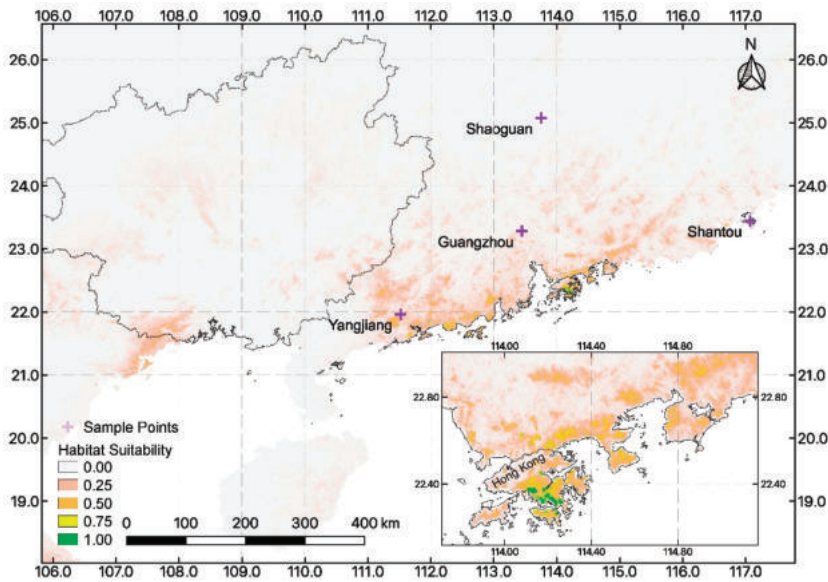 106.0 107.0 108.0 109.0 110.0 111.0 112.0 113.0 114.0 115.0 116.0 117.0
26.0 N 26.0
25.0 Shaoguan 25.0
24.0 24.0
23.0 Guangzhou Shantou 23.0
22.0 Yangjiang 22.0
21.0 114.00 114.40 114.80 21.0
22.80 22.80
20.0 Sample Points 20.0
Habitat Suitability
0.00
0.25
19.0 0.50 22.40 Hong Kong 22.40 19.0
0.75 0 100 200 300 400 km
1.00 114.00 114.40 114.80
106.0 107.0 108.0 109.0 110.0 111.0 112.0 113.0 114.0 115.0 116.0 117.0